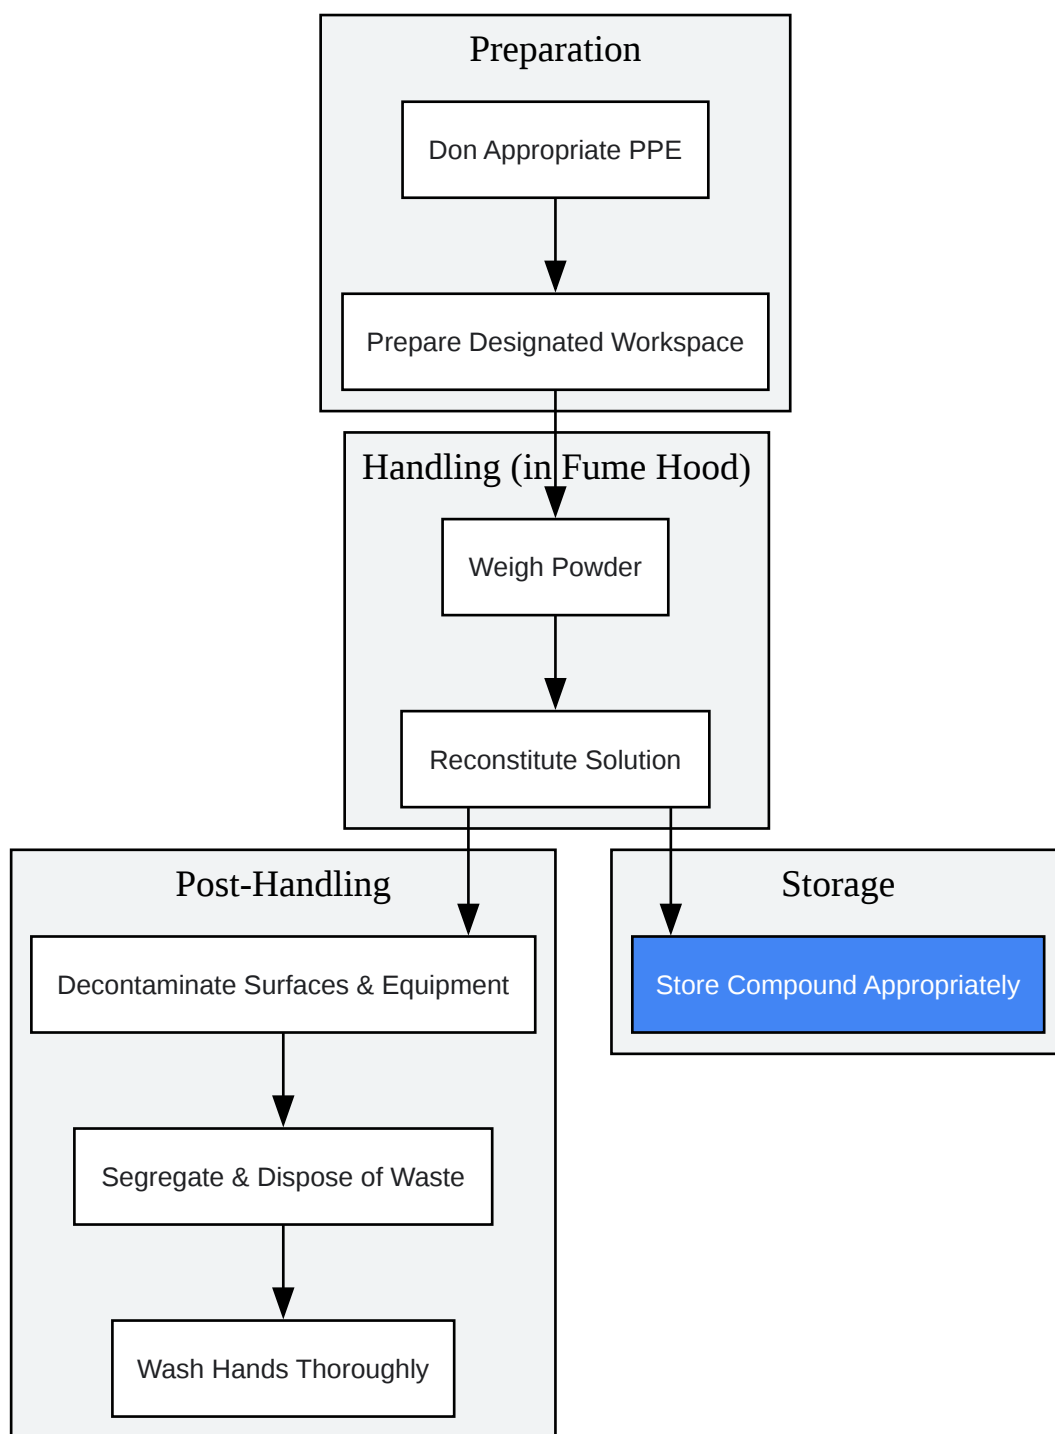 Preparation
Don Appropriate PPE
Prepare Designated Workspace
Handling (in Fume Hood)
Weigh Powder
Reconstitute Solution
Post-Handling
Decontaminate Surfaces & Equipment
Segregate & Dispose of Waste
Wash Hands Thoroughly
Storage
Store Compound Appropriately